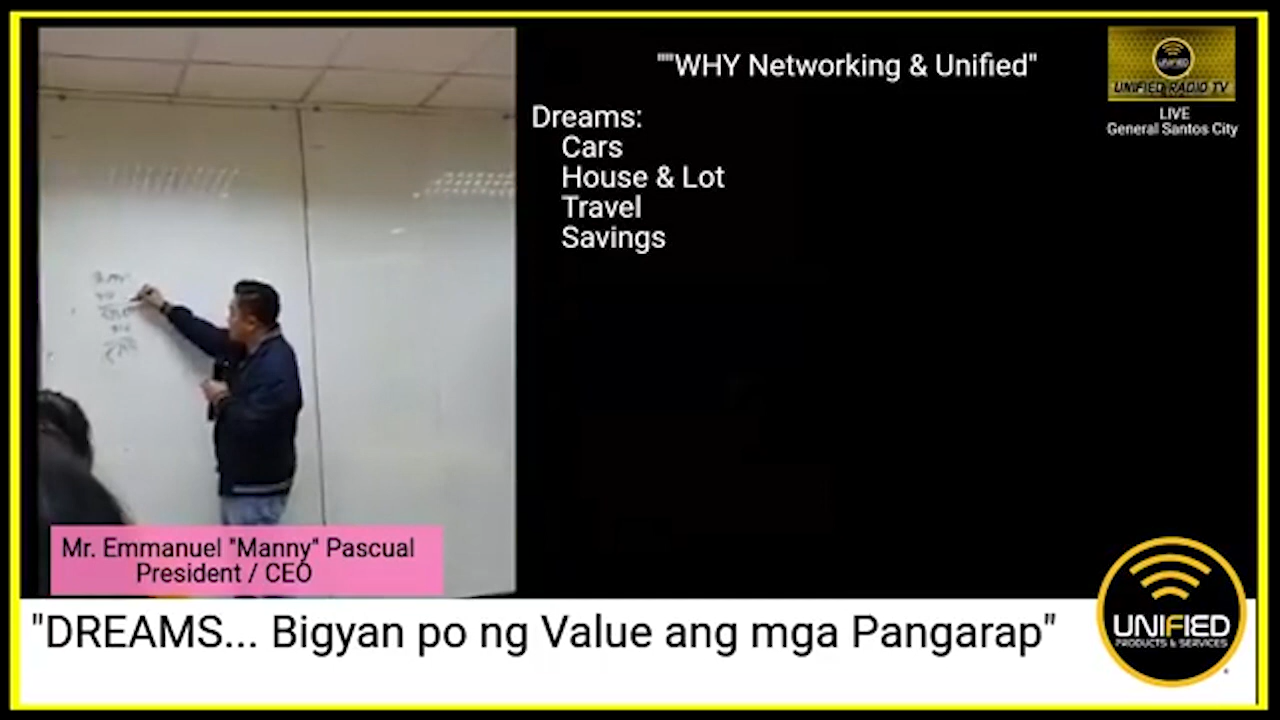 ""WHY Networking & Unified"
Dreams:
Cars
House & Lot
Travel
Savings
UNIFIED
UNIFIED RADIO TV
LIVE
General Santos City
Mr. Emmanuel "Manny" Pascual
President / CEO
"DREAMS... Bigyan po ng Value ang mga Pangarap"
UNIFIED
PRODUCTS & SERVICES